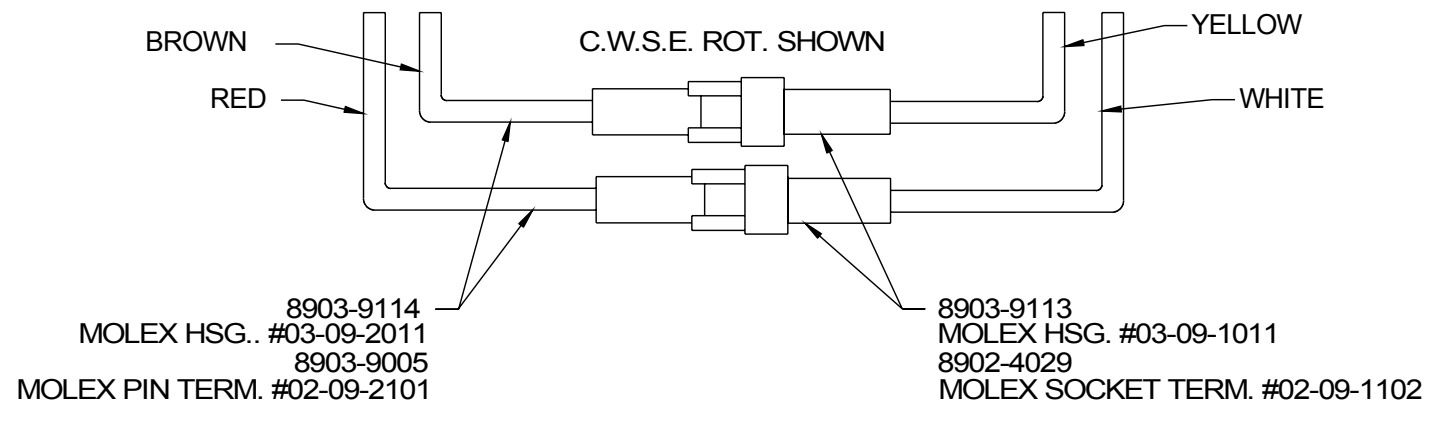 BROWN
C.W.S.E. ROT. SHOWN
YELLOW
RED
WHITE
8903-9114
MOLEX HSG.. #03-09-2011
8903-9005
MOLEX PIN TERM. #02-09-2101
8903-9113
MOLEX HSG. #03-09-1011
8902-4029
MOLEX SOCKET TERM. #02-09-1102